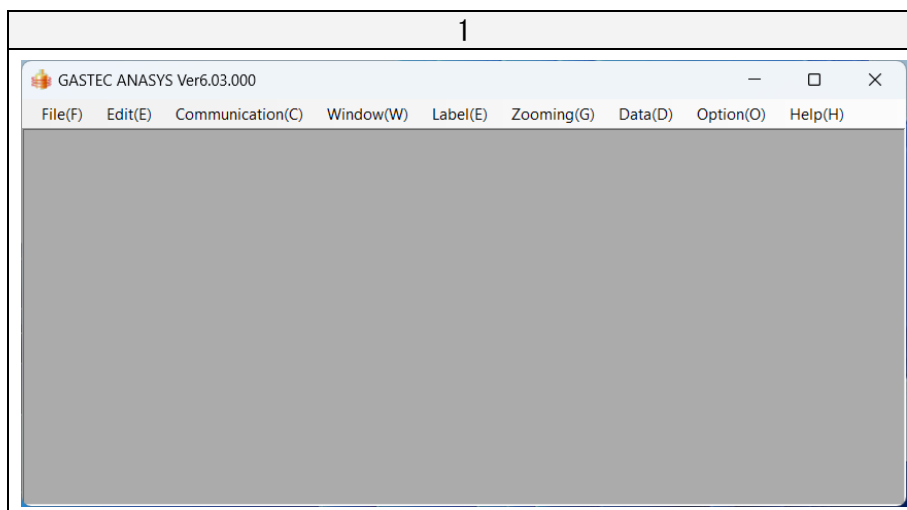 1
GASTEC ANASYS Ver6.03.000
File(F) Edit(E) Communication(C) Window(W) Label(E) Zooming(G) Data(D) Option(O) Help(H)